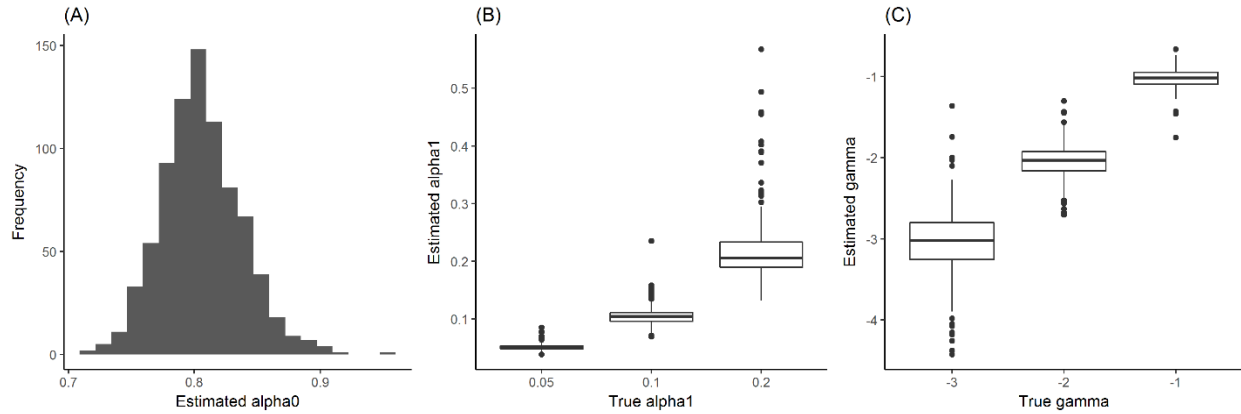 (A)
150
100
50
0
Frequency
0.7 0.8 0.9
Estimated alpha0
(B)
0.5
0.4
0.3
0.2
0.1
Estimated alpha1
0.05 0.1 0.2
True alpha1
(C)
-1
-2
-3
-4
Estimated gamma
-3 -2 -1
True gamma